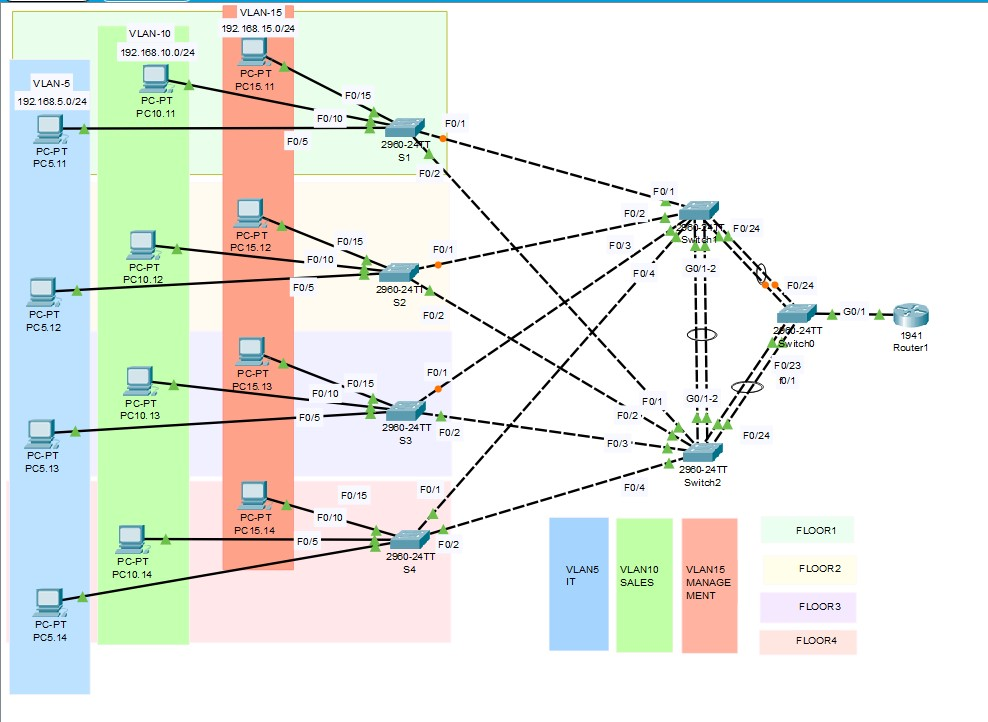 VLAN-15
192.168.15.0/24
VLAN-10
192.168.10.0/24
VLAN-5
192.168.5.0/24
PC-PT
PC15.11
PC-PT
PC10.11
PC-PT
PC5.11
F0/15
F0/10
F0/5
2960-24TT
S1
F0/1
F0/2
PC-PT
PC15.12
PC-PT
PC10.12
PC-PT
PC5.12
F0/15
F0/10
F0/5
2960-24TT
S2
F0/1
F0/2
PC-PT
PC15.13
PC-PT
PC10.13
PC-PT
PC5.13
F0/15
F0/10
F0/5
2960-24TT
S3
F0/1
F0/2
PC-PT
PC15.14
PC-PT
PC10.14
PC-PT
PC5.14
F0/15
F0/10
F0/5
2960-24TT
S4
F0/1
F0/2
F0/1
F0/2
F0/3
F0/4
2960-24TT
Switch1
F0/24
G0/1-2
F0/24
2960-24TT
Switch0
G0/1
1941
Router1
F0/23
f0/1
G0/1-2
F0/1
F0/2
F0/3
F0/4
F0/24
2960-24TT
Switch2
VLAN5
IT
VLAN10
SALES
VLAN15
MANAGE
MENT
FLOOR1
FLOOR2
FLOOR3
FLOOR4